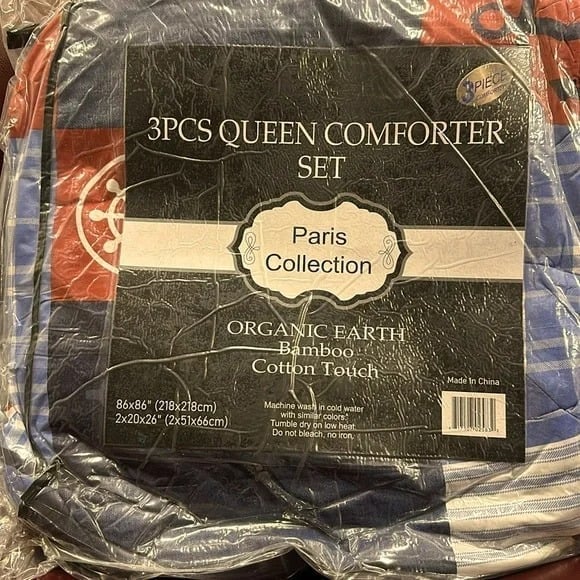 3PIECE
3PCS QUEEN COMFORTER
SET
Paris
Collection
ORGANIC EARTH
Bamboo
Cotton Touch
86x86" (218x218cm)
2x20x26" (2x51x66cm)
Machine wash in cold water
with similar colors.
Tumble dry on low heat
Do not bleach, no iron.
Made In China